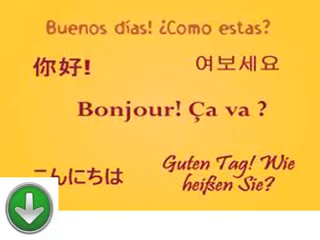 Buenos días! ¿Como estas?
你好!
여보세요
Bonjour! Ça va ?
こんにちは
Guten Tag! Wie
heißen Sie?